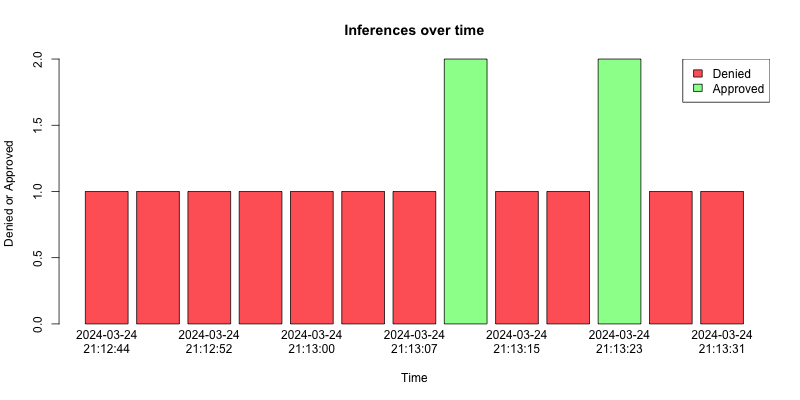 Inferences over time
Denied
Approved
Denied or Approved
2.0
1.5
1.0
0.5
0.0
2024-03-24 2024-03-24 2024-03-24 2024-03-24 2024-03-24 2024-03-24 2024-03-24
21:12:44 21:12:52 21:13:00 21:13:07 21:13:15 21:13:23 21:13:31
Time